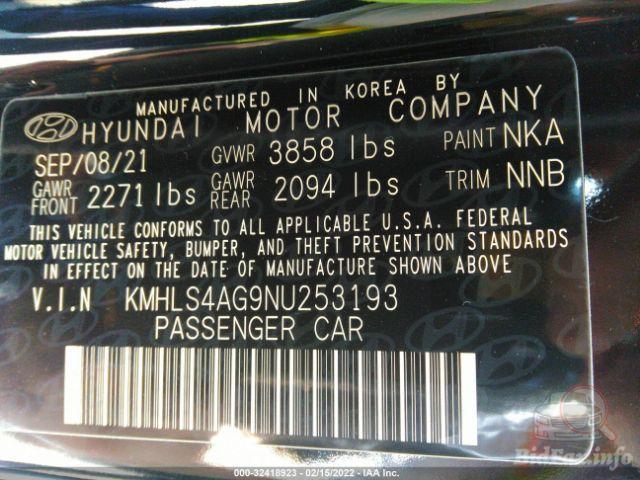 MANUFACTURED IN KOREA BY
HYUNDAI MOTOR COMPANY
SEP/08/21 GVWR 3858 lbs PAINT NKA
GAWR FRONT 2271 lbs GAWR REAR 2094 lbs TRIM NNB
THIS VEHICLE CONFORMS TO ALL APPLICABLE U.S.A. FEDERAL
MOTOR VEHICLE SAFETY, BUMPER, AND THEFT PREVENTION STANDARDS
IN EFFECT ON THE DATE OF MANUFACTURE SHOWN ABOVE
V.I.N KMHLS4AG9NU253193
PASSENGER CAR
BidFax.info
000-32418923 - 02/15/2022 - IAA Inc.